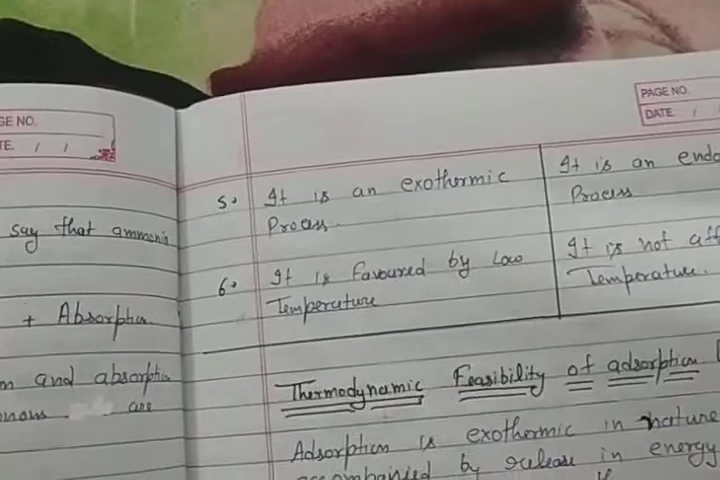 GE NO.
TE / /
say that ammonia
+ Absorption
and absorption
are
PAGE NO.
DATE / /
5. It is an exothermic
Process.
It is an endo
Process
6. It is favoured by Low
Temperature
It is not aff
Temperature.
Thermodynamic Feasibility of adsorption
Adsorption is exothermic in nature
by release in energy